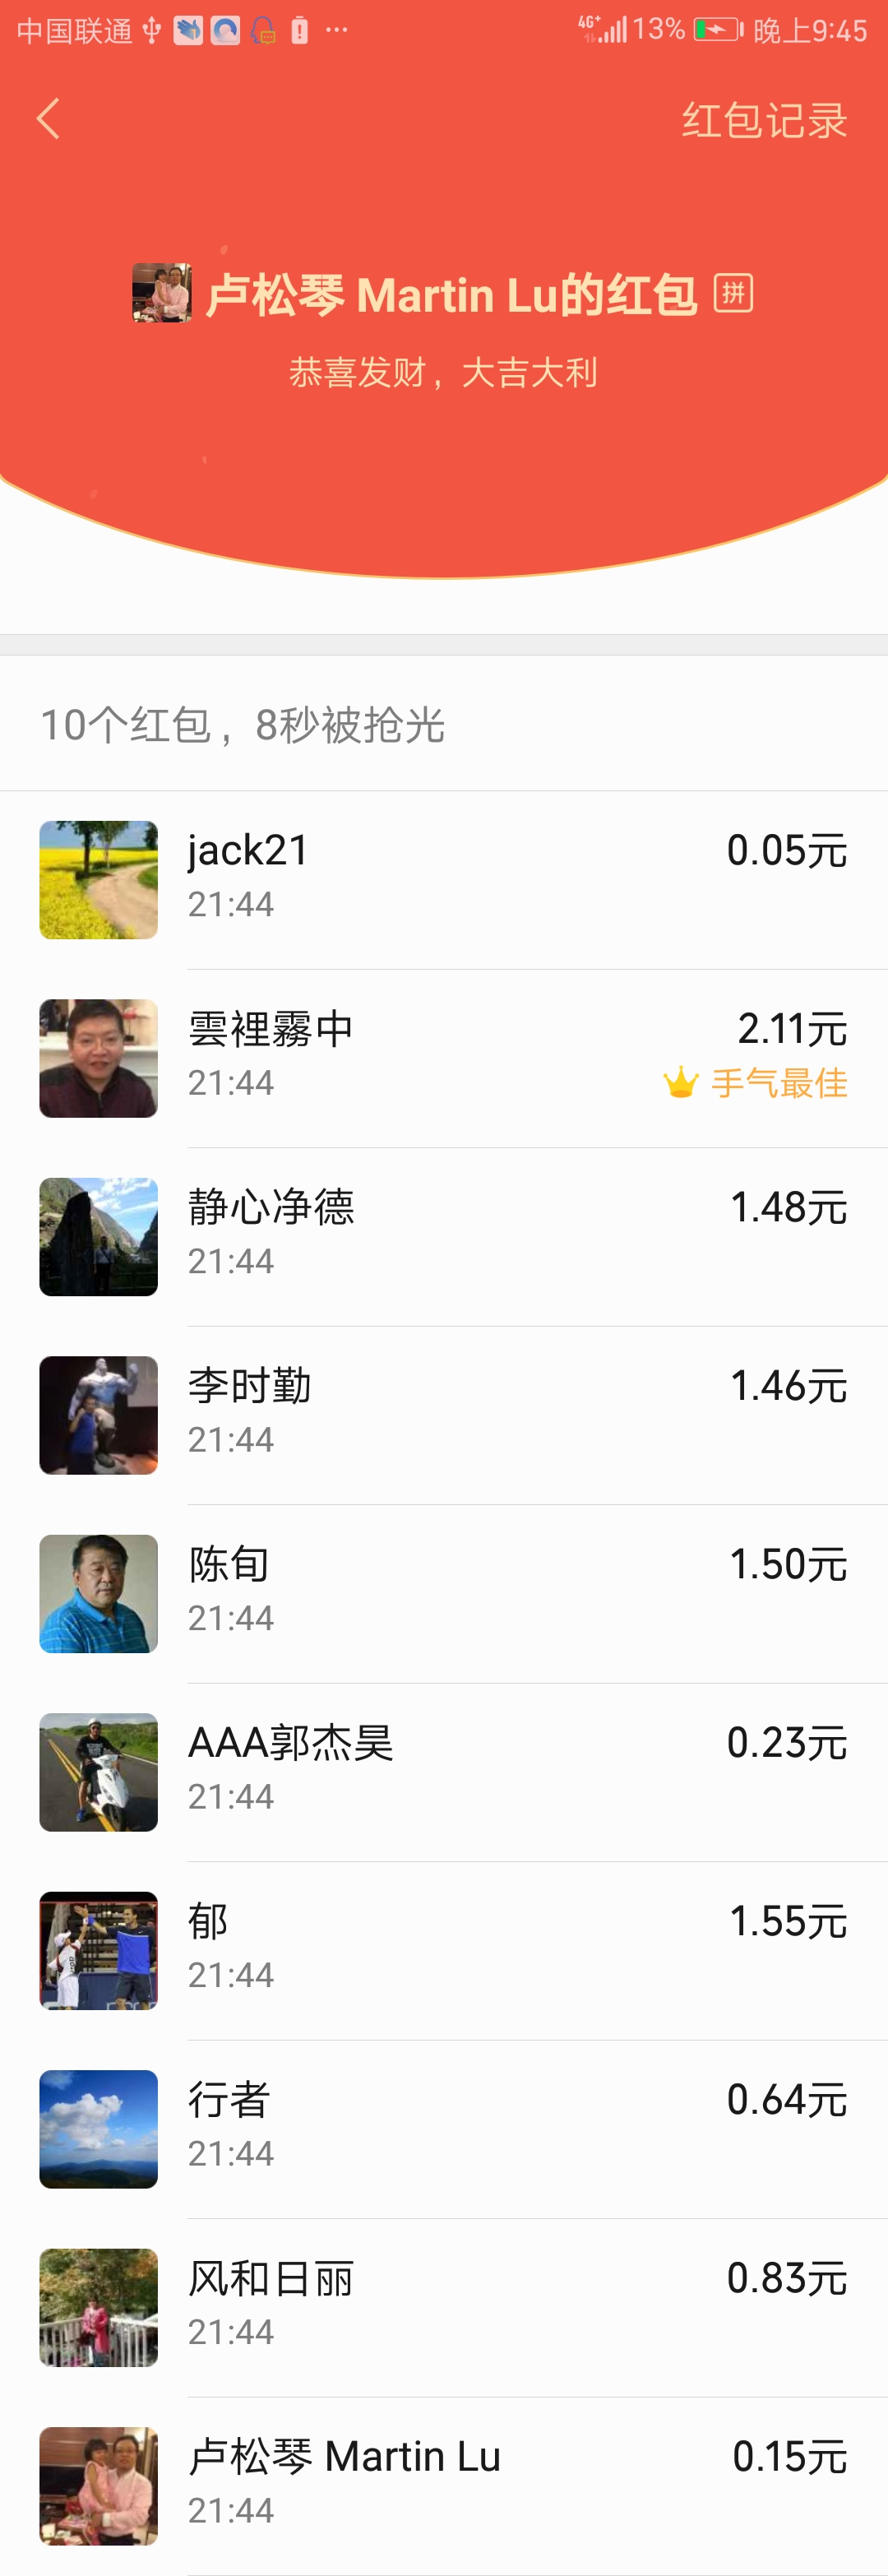 中国联通 4G+ 13% 晚上9:45
红包记录
卢松琴 Martin Lu的红包 拼
恭喜发财，大吉大利
10个红包，8秒被抢光
jack21 0.05元
21:44
雲裡霧中 2.11元
21:44 手气最佳
静心净德 1.48元
21:44
李时勤 1.46元
21:44
陈旬 1.50元
21:44
AAA郭杰昊 0.23元
21:44
郁 1.55元
21:44
行者 0.64元
21:44
风和日丽 0.83元
21:44
卢松琴 Martin Lu 0.15元
21:44